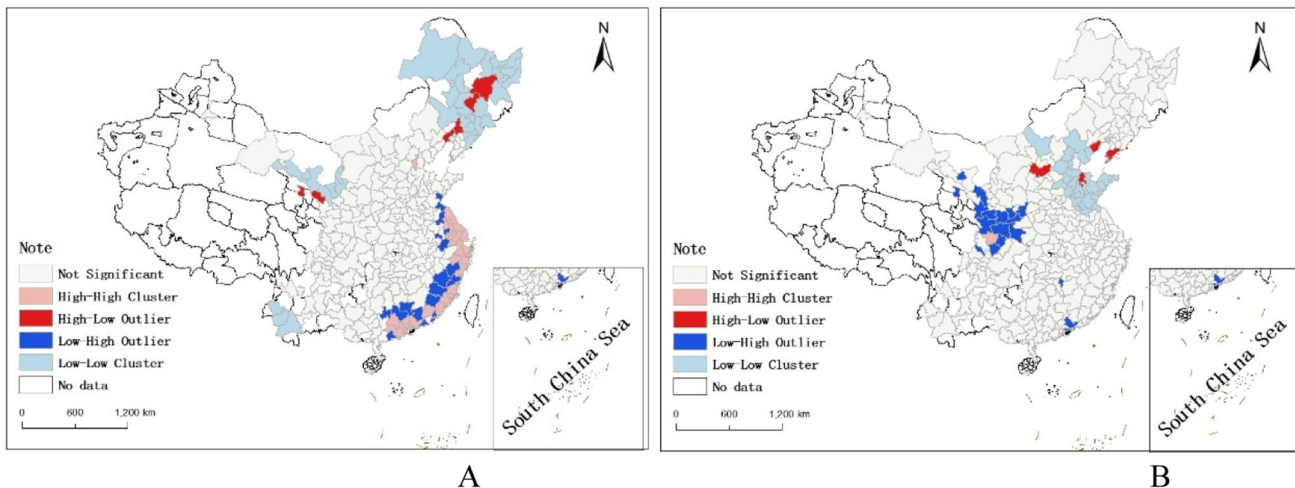 N
Note
Not Significant
High-High Cluster
High-Low Outlier
Low-High Outlier
Low-Low Cluster
No data
0 600 1,200 km
South China Sea
A
N
Note
Not Significant
High-High Cluster
High-Low Outlier
Low-High Outlier
Low-Low Cluster
No data
0 600 1,200 km
South China Sea
B